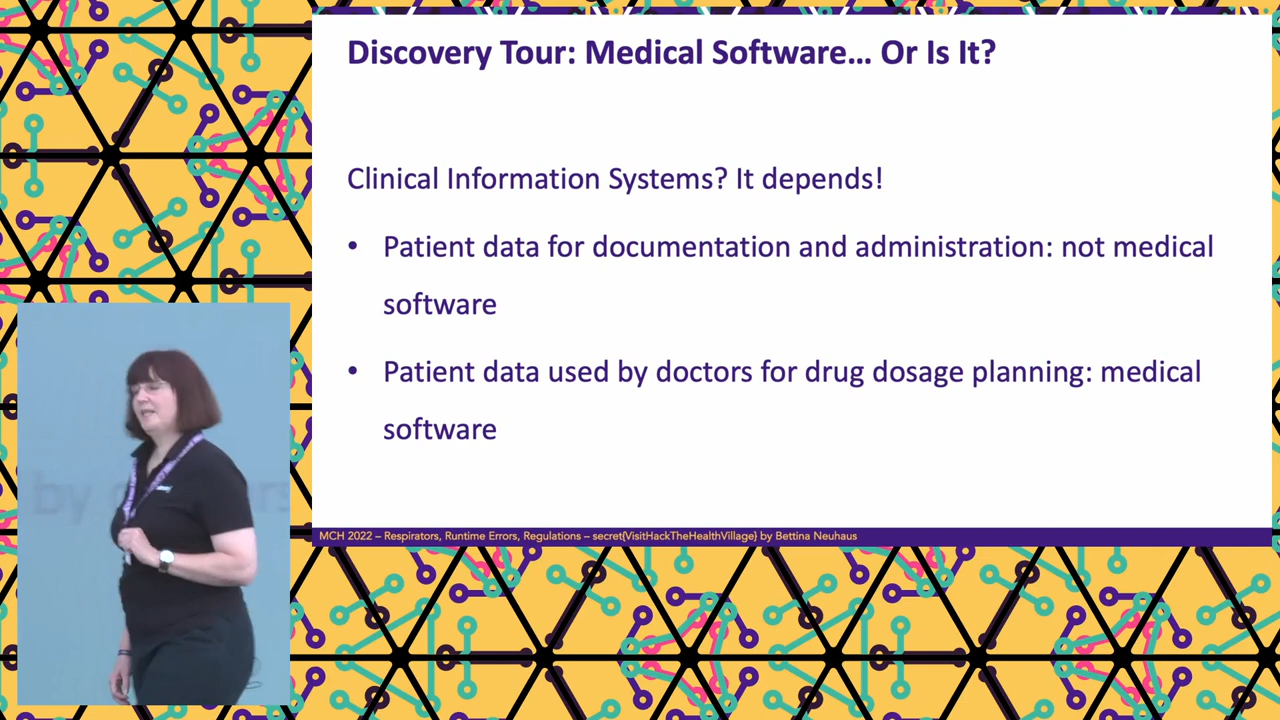 Discovery Tour: Medical Software... Or Is It?
Clinical Information Systems? It depends!
• Patient data for documentation and administration: not medical
software
• Patient data used by doctors for drug dosage planning: medical
software
MCH 2022 – Respirators, Runtime Errors, Regulations – secret{VisitHackTheHealthVillage} by Bettina Neuhaus
by